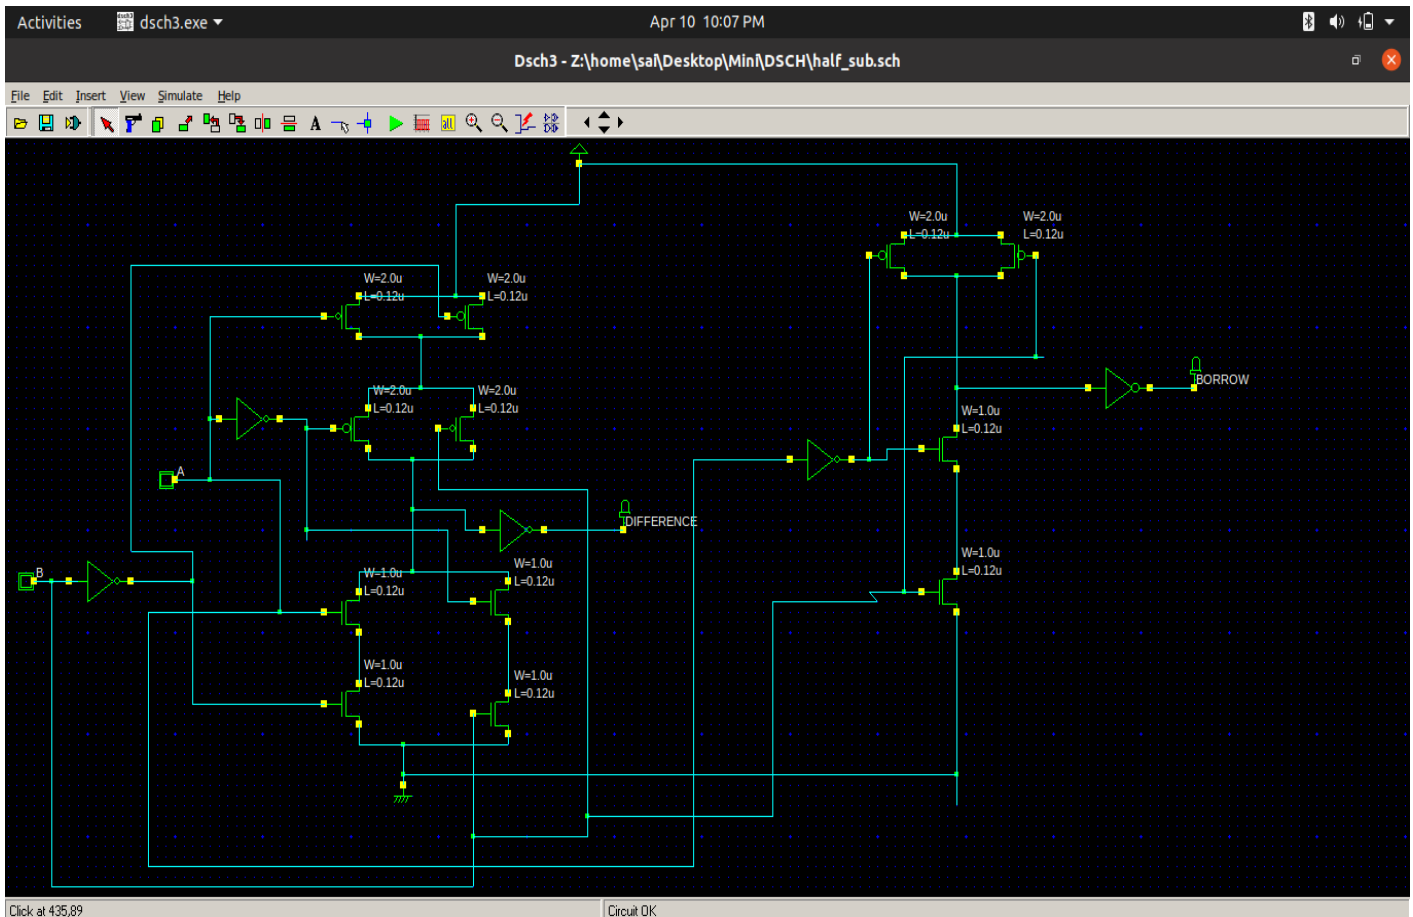 Activities dsch3.exe Apr 10 10:07 PM
Dsch3 - Z:\home\sai\Desktop\Mini\DSCH\half_sub.sch
File Edit Insert View Simulate Help
W=2.0u
L=0.12u
W=2.0u
L=0.12u
W=2.0u
L=0.12u
W=2.0u
L=0.12u
W=2.0u
L=0.12u
W=2.0u
L=0.12u
BORROW
W=1.0u
L=0.12u
A
DIFFERENCE
B
W=1.0u
L=0.12u
W=1.0u
L=0.12u
W=1.0u
L=0.12u
W=1.0u
L=0.12u
W=1.0u
L=0.12u
Click at 435,89
Circuit OK